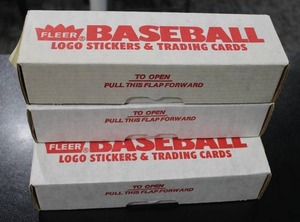 FLEER BASEBALL
LOGO STICKERS & TRADING CARDS
TO OPEN
PULL THIS FLAP FORWARD
FLEER BASEBALL
LOGO STICKERS & TRADING CARDS
TO OPEN
PULL THIS FLAP FORWARD